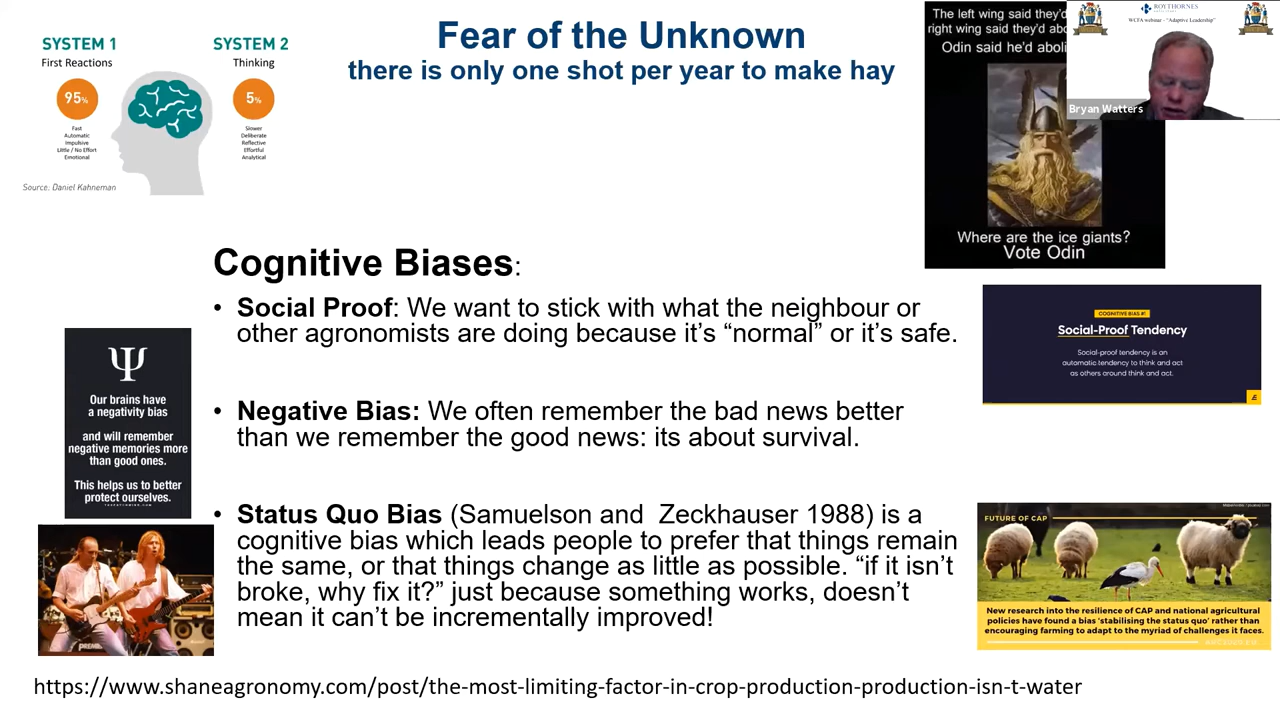 SYSTEM 1
First Reactions
95%
Fast
Automatic
Impulsive
Little / No Effort
Emotional
SYSTEM 2
Thinking
5%
Slower
Deliberate
Reflective
Effortful
Analytical
Source: Daniel Kahneman
Fear of the Unknown
there is only one shot per year to make hay
The left wing said they'd
right wing said they'd
Odin said he'd
Where are the ice giants?
Vote Odin
ROYTHORNES
WCFA webinar - "Adaptive Leadership"
Bryan Watters
Cognitive Biases:
• Social Proof: We want to stick with what the neighbour or
other agronomists are doing because it's “normal” or it's safe.
• Negative Bias: We often remember the bad news better
than we remember the good news: its about survival.
• Status Quo Bias (Samuelson and Zeckhauser 1988) is a
cognitive bias which leads people to prefer that things remain
the same, or that things change as little as possible. “if it isn't
broke, why fix it?” just because something works, doesn't
mean it can't be incrementally improved!
Ψ
Our brains have
a negativity bias
and will remember
negative memories more
than good ones.
This helps us to better
protect ourselves.
COGNITIVE BIAS #1
Social-Proof Tendency
Social-proof tendency is an
automatic tendency to think and act
as others around think and act.
FUTURE OF CAP
New research into the resilience of CAP and national agricultural
policies have found a bias 'stabilising the status quo' rather than
encouraging farming to adapt to the myriad of challenges it faces.
https://www.shaneagronomy.com/post/the-most-limiting-factor-in-crop-production-production-isn-t-water